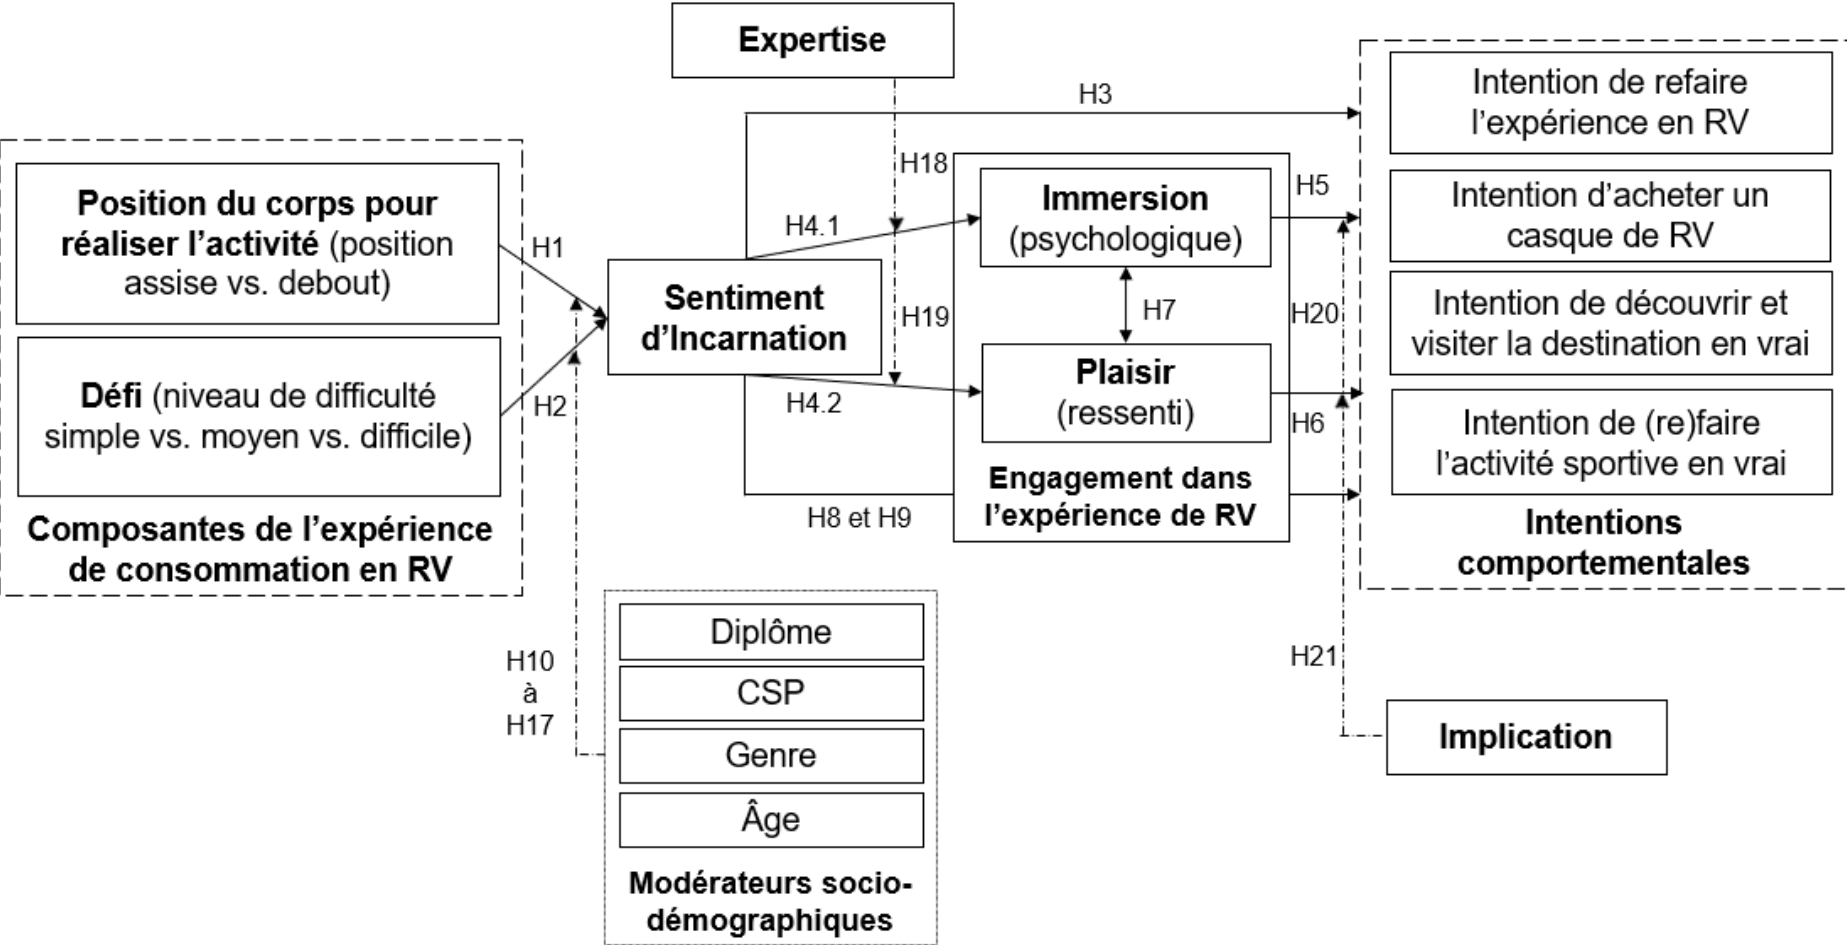 Expertise
H3
Position du corps pour
réaliser l’activité (position
assise vs. debout)
Défi (niveau de difficulté
simple vs. moyen vs. difficile)
Composantes de l’expérience
de consommation en RV
H1
H2
Sentiment
d’Incarnation
H4.1
H4.2
H18
H19
Immersion
(psychologique)
H7
Plaisir
(ressenti)
Engagement dans
l’expérience de RV
H8 et H9
H5
H20
H6
Intention de refaire
l’expérience en RV
Intention d’acheter un
casque de RV
Intention de découvrir et
visiter la destination en vrai
Intention de (re)faire
l’activité sportive en vrai
Intentions
comportementales
H10
à
H17
Diplôme
CSP
Genre
Âge
Modérateurs socio-
démographiques
H21
Implication